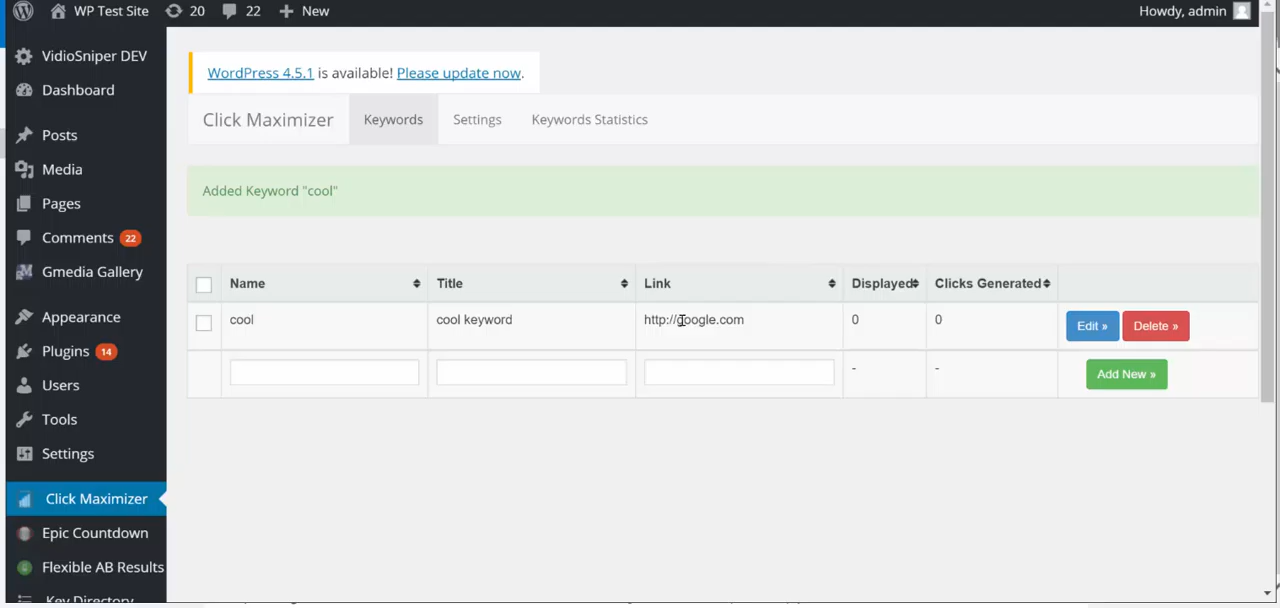 WP Test Site 20 22 New Howdy, admin
VidioSniper DEV
Dashboard
Posts
Media
Pages
Comments 22
Gmedia Gallery
Appearance
Plugins 14
Users
Tools
Settings
Click Maximizer
Epic Countdown
Flexible AB Results
Key Directory
WordPress 4.5.1 is available! Please update now.
Click Maximizer Keywords Settings Keywords Statistics
Added Keyword "cool"
Name Title Link Displayed Clicks Generated
cool cool keyword http://google.com 0 0 Edit » Delete »
- - Add New »